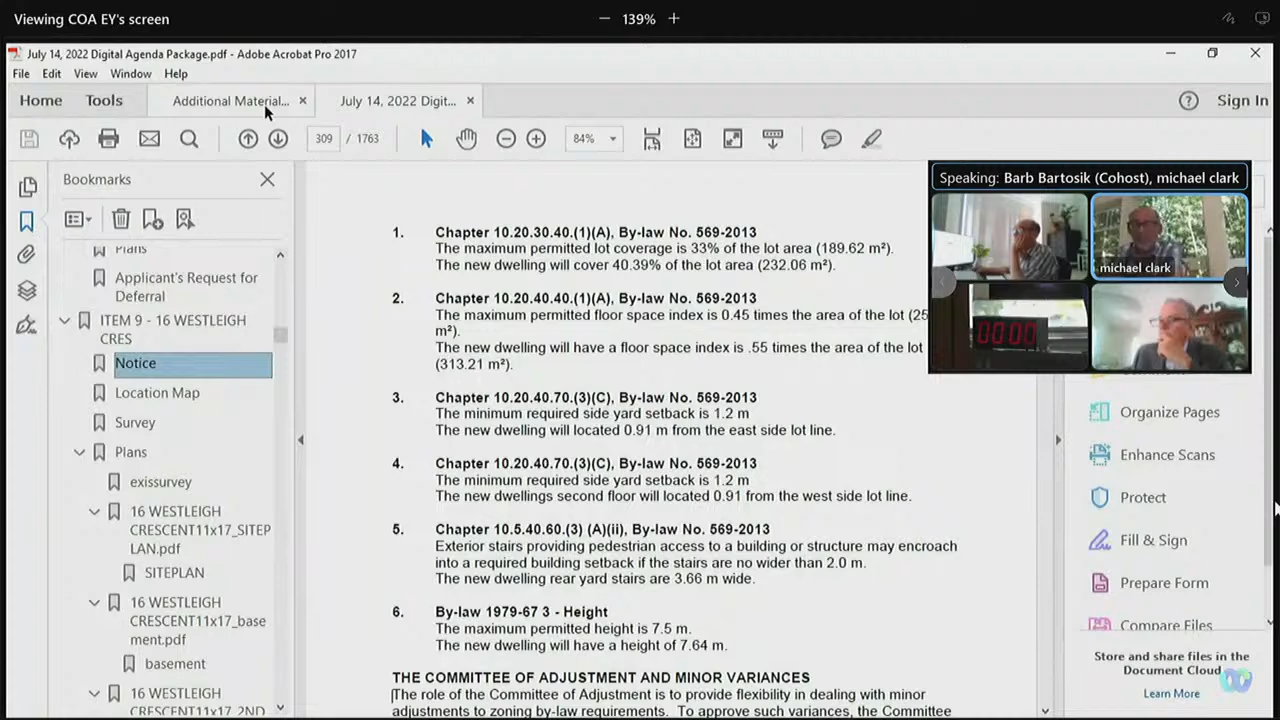 Viewing COA EY's screen
139%
July 14, 2022 Digital Agenda Package.pdf - Adobe Acrobat Pro 2017
File Edit View Window Help
Home Tools Additional Material... × July 14, 2022 Digit... × Sign In
309 / 1763 84%
Bookmarks
Plans
Applicant's Request for
Deferral
ITEM 9 - 16 WESTLEIGH
CRES
Notice
Location Map
Survey
Plans
exissurvey
16 WESTLEIGH
CRESCENT11x17_SITEP
LAN.pdf
SITEPLAN
16 WESTLEIGH
CRESCENT11x17_base
ment.pdf
basement
16 WESTLEIGH
CRESCENT11x17_2ND
1. Chapter 10.20.30.40.(1)(A), By-law No. 569-2013
The maximum permitted lot coverage is 33% of the lot area (189.62 m²).
The new dwelling will cover 40.39% of the lot area (232.06 m²).
2. Chapter 10.20.40.40.(1)(A), By-law No. 569-2013
The maximum permitted floor space index is 0.45 times the area of the lot (25
m²).
The new dwelling will have a floor space index is .55 times the area of the lot
(313.21 m²).
3. Chapter 10.20.40.70.(3)(C), By-law No. 569-2013
The minimum required side yard setback is 1.2 m
The new dwelling will located 0.91 m from the east side lot line.
4. Chapter 10.20.40.70.(3)(C), By-law No. 569-2013
The minimum required side yard setback is 1.2 m
The new dwellings second floor will located 0.91 from the west side lot line.
5. Chapter 10.5.40.60.(3) (A)(ii), By-law No. 569-2013
Exterior stairs providing pedestrian access to a building or structure may encroach
into a required building setback if the stairs are no wider than 2.0 m.
The new dwelling rear yard stairs are 3.66 m wide.
6. By-law 1979-67 3 - Height
The maximum permitted height is 7.5 m.
The new dwelling will have a height of 7.64 m.
THE COMMITTEE OF ADJUSTMENT AND MINOR VARIANCES
The role of the Committee of Adjustment is to provide flexibility in dealing with minor
adjustments to zoning by-law requirements. To approve such variances, the Committee
Speaking: Barb Bartosik (Cohost), michael clark
michael clark
00:00
Organize Pages
Enhance Scans
Protect
Fill & Sign
Prepare Form
Compare Files
Store and share files in the
Document Cloud
Learn More